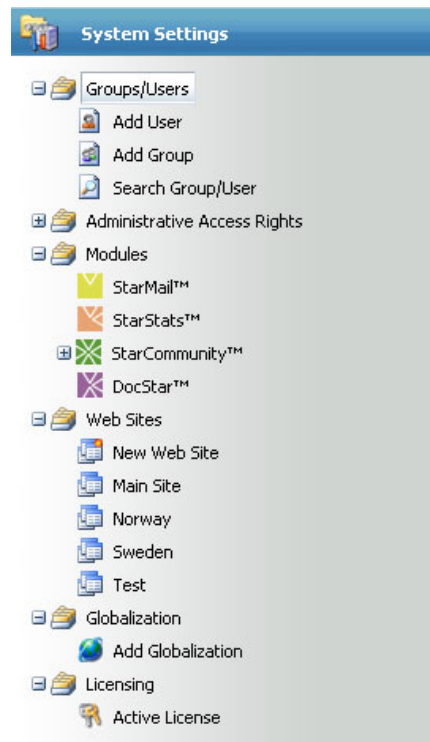 System Settings
Groups/Users
Add User
Add Group
Search Group/User
Administrative Access Rights
Modules
StarMail™
StarStats™
StarCommunity™
DocStar™
Web Sites
New Web Site
Main Site
Norway
Sweden
Test
Globalization
Add Globalization
Licensing
Active License